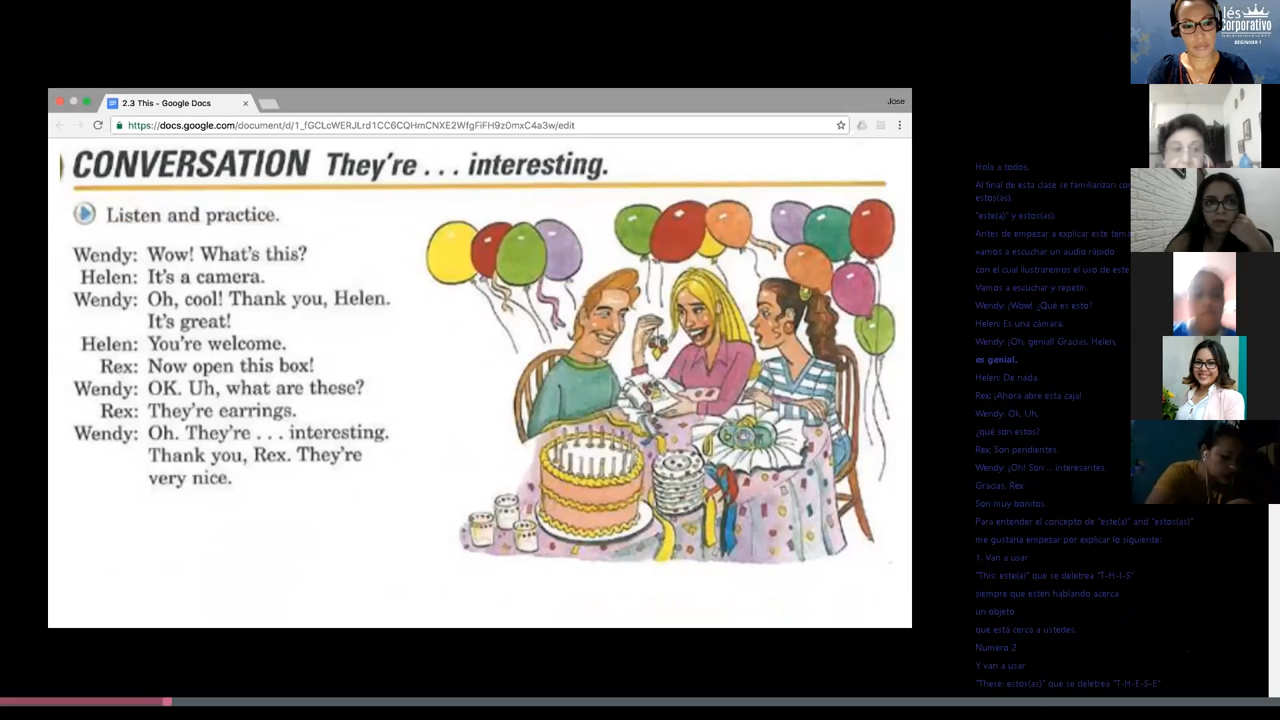 2.3 This - Google Docs
Jose
https://docs.google.com/document/d/1_fGCLcWERJLrd1CC6CQHmCNXE2WfgFiFH9z0mxC4a3w/edit
CONVERSATION They're . . . interesting.
Listen and practice.
Wendy: Wow! What's this?
Helen: It's a camera.
Wendy: Oh, cool! Thank you, Helen.
It's great!
Helen: You're welcome.
Rex: Now open this box!
Wendy: OK. Uh, what are these?
Rex: They're earrings.
Wendy: Oh. They're . . . interesting.
Thank you, Rex. They're
very nice.
lés
Corporativo
BEGINNER 1
Hola a todos.
Al final de esta clase se familiarizan
estos(as).
"este(a)" y estos(as).
Antes de empezar a explicar este tema
vamos a escuchar un audio rápido
con el cual ilustraremos el uso de este
Vamos a escuchar y repetir.
Wendy: ¡Wow! ¿Qué es esto?
Helen: Es una cámara.
Wendy: ¡Oh, genial! Gracias, Helen,
es genial.
Helen: De nada.
Rex: ¡Ahora abre esta caja!
Wendy: Ok, Uh,
¿qué son estos?
Rex: Son pendientes.
Wendy: ¡Oh! Son ... interesantes.
Gracias, Rex.
Son muy bonitos.
Para entender el concepto de "este(a)" and "estos(as)"
me gustaría empezar por explicar lo siguiente:
1. Van a usar
"This: este(a)" que se deletrea "T-H-I-S"
siempre que estén hablando acerca
un objeto
que está cerca a ustedes.
Numero 2
Y van a usar
"These: estos(as)" que se deletrea "T-H-E-S-E"